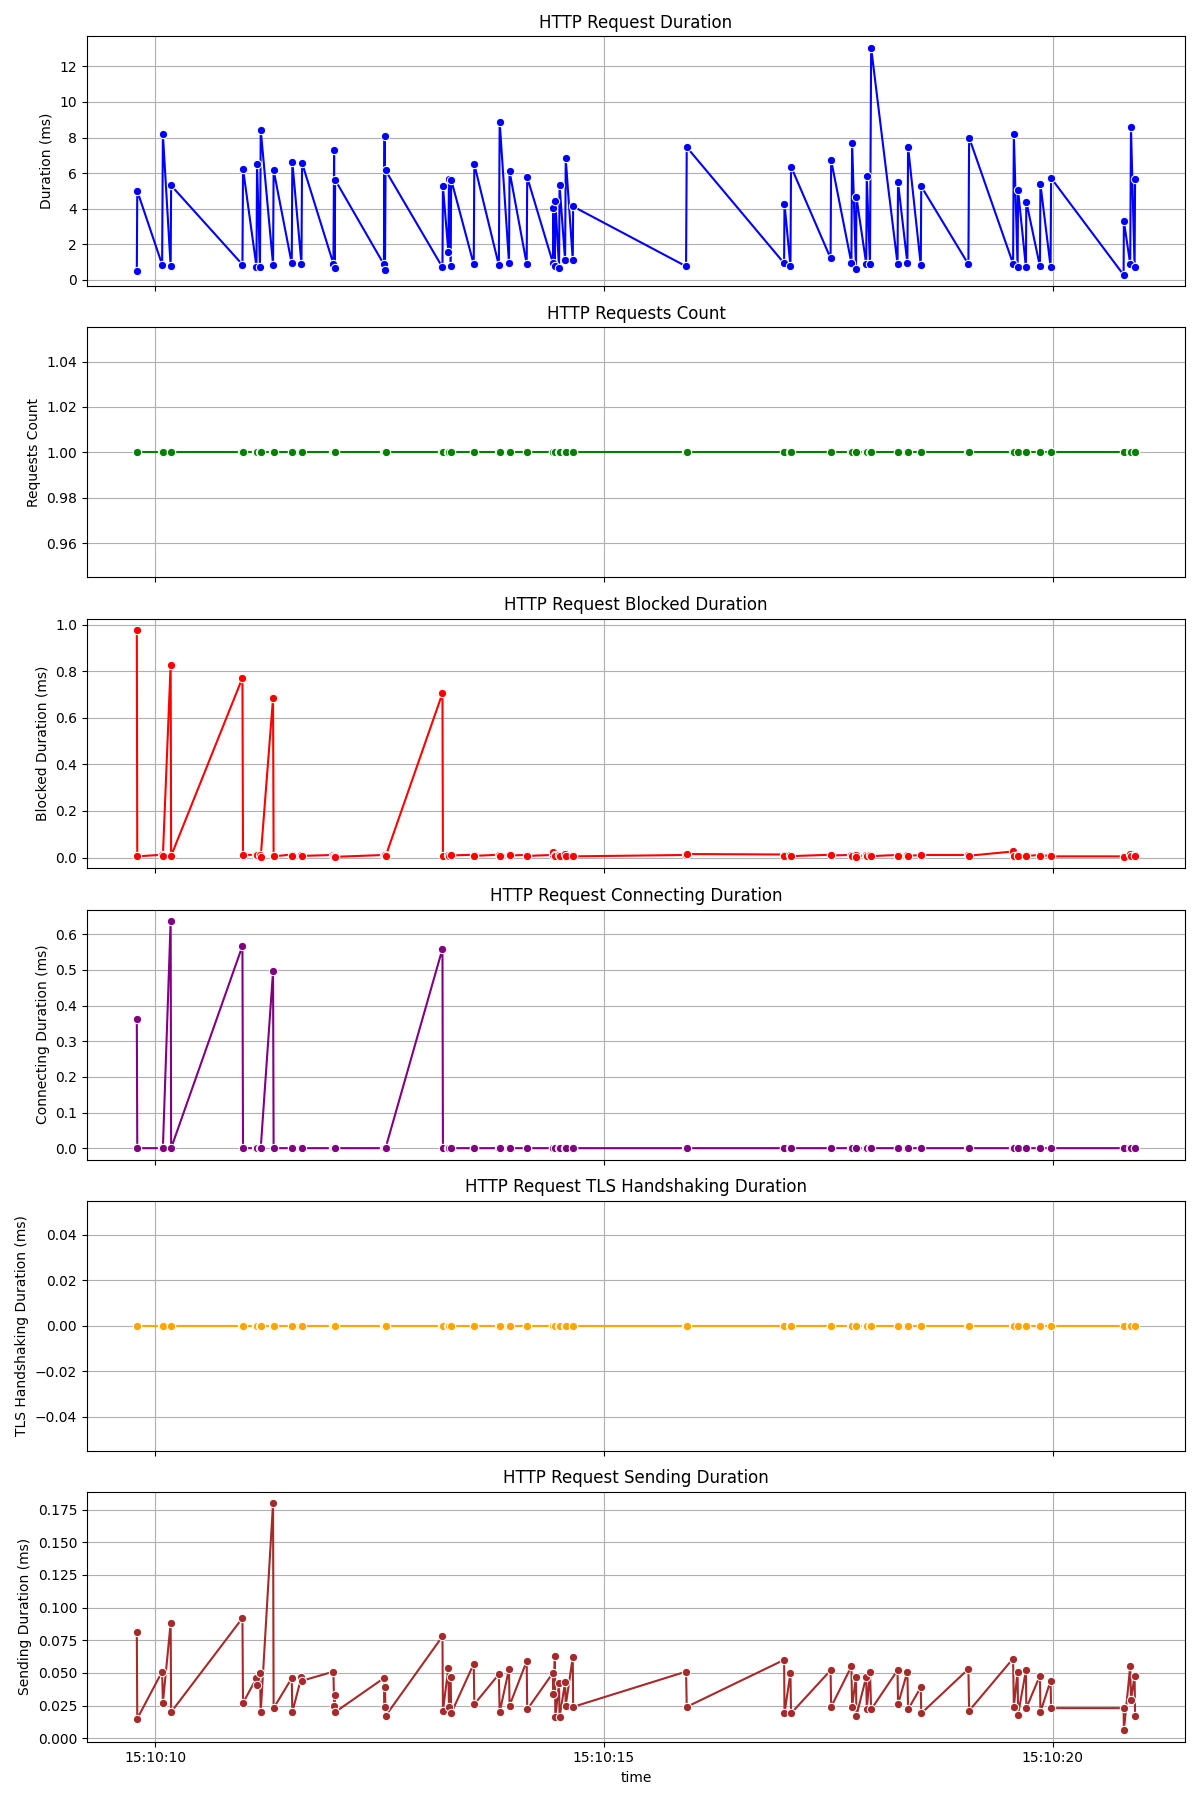 HTTP Request Duration
Duration (ms)
12
10
8
6
4
2
0
HTTP Requests Count
Requests Count
1.04
1.02
1.00
0.98
0.96
HTTP Request Blocked Duration
Blocked Duration (ms)
1.0
0.8
0.6
0.4
0.2
0.0
HTTP Request Connecting Duration
Connecting Duration (ms)
0.6
0.5
0.4
0.3
0.2
0.1
0.0
HTTP Request TLS Handshaking Duration
TLS Handshaking Duration (ms)
0.04
0.02
0.00
−0.02
−0.04
HTTP Request Sending Duration
Sending Duration (ms)
0.175
0.150
0.125
0.100
0.075
0.050
0.025
0.000
15:10:10 15:10:15 15:10:20
time